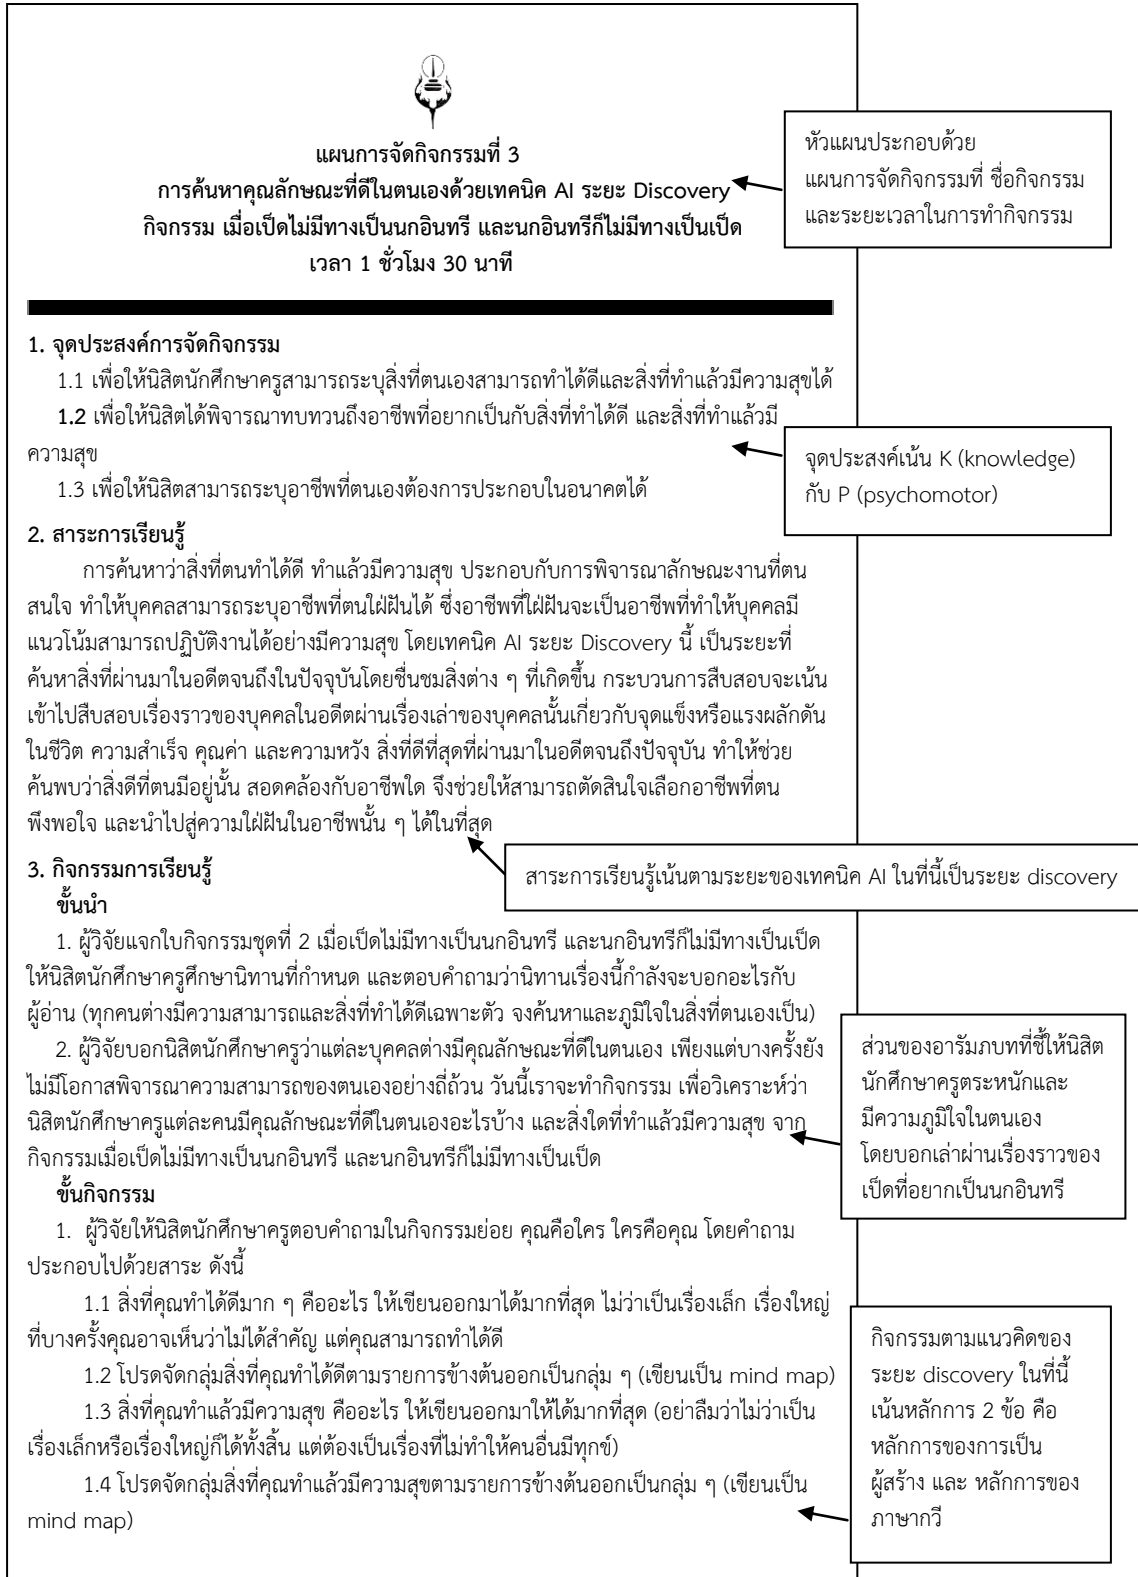 แผนการจัดกิจกรรมที่ 3
การค้นหาคุณลักษณะที่ดีในตนเองด้วยเทคนิค AI ระยะ Discovery
กิจกรรม เมื่อเป็ดไม่มีทางเป็นนกอินทรี และนกอินทรีก็ไม่มีทางเป็นเป็ด
เวลา 1 ชั่วโมง 30 นาที
หัวแผนประกอบด้วย
แผนการจัดกิจกรรมที่ ชื่อกิจกรรม
และระยะเวลาในการทำกิจกรรม
1. จุดประสงค์การจัดกิจกรรม
1.1 เพื่อให้นิสิตนักศึกษาครูสามารถระบุสิ่งที่ตนเองสามารถทำได้ดีและสิ่งที่ทำแล้วมีความสุขได้
1.2 เพื่อให้นิสิตได้พิจารณาทบทวนถึงอาชีพที่อยากเป็นกับสิ่งที่ทำได้ดี และสิ่งที่ทำแล้วมี
ความสุข
1.3 เพื่อให้นิสิตสามารถระบุอาชีพที่ตนเองต้องการประกอบในอนาคตได้
จุดประสงค์เน้น K (knowledge)
กับ P (psychomotor)
2. สาระการเรียนรู้
การค้นหาว่าสิ่งที่ตนทำได้ดี ทำแล้วมีความสุข ประกอบกับการพิจารณาลักษณะงานที่ตน
สนใจ ทำให้บุคคลสามารถระบุอาชีพที่ตนใฝ่ฝันได้ ซึ่งอาชีพที่ใฝ่ฝันจะเป็นอาชีพที่ทำให้บุคคลมี
แนวโน้มสามารถปฏิบัติงานได้อย่างมีความสุข โดยเทคนิค AI ระยะ Discovery นี้ เป็นระยะที่
ค้นหาสิ่งที่ผ่านมาในอดีตจนถึงในปัจจุบันโดยชื่นชมสิ่งต่าง ๆ ที่เกิดขึ้น กระบวนการสืบสอบจะเน้น
เข้าไปสืบสอบเรื่องราวของบุคคลในอดีตผ่านเรื่องเล่าของบุคคลนั้นเกี่ยวกับจุดแข็งหรือแรงผลักดัน
ในชีวิต ความสำเร็จ คุณค่า และความหวัง สิ่งที่ดีที่สุดที่ผ่านมาในอดีตจนถึงปัจจุบัน ทำให้ช่วย
ค้นพบว่าสิ่งดีที่ตนมีอยู่นั้น สอดคล้องกับอาชีพใด จึงช่วยให้สามารถตัดสินใจเลือกอาชีพที่ตน
พึงพอใจ และนำไปสู่ความใฝ่ฝันในอาชีพนั้น ๆ ได้ในที่สุด
สาระการเรียนรู้เน้นตามระยะของเทคนิค AI ในที่นี้เป็นระยะ discovery
3. กิจกรรมการเรียนรู้
ขั้นนำ
1. ผู้วิจัยแจกใบกิจกรรมชุดที่ 2 เมื่อเป็ดไม่มีทางเป็นนกอินทรี และนกอินทรีก็ไม่มีทางเป็นเป็ด
ให้นิสิตนักศึกษาครูศึกษานิทานที่กำหนด และตอบคำถามว่านิทานเรื่องนี้กำลังจะบอกอะไรกับ
ผู้อ่าน (ทุกคนต่างมีความสามารถและสิ่งที่ทำได้ดีเฉพาะตัว จงค้นหาและภูมิใจในสิ่งที่ตนเองเป็น)
2. ผู้วิจัยบอกนิสิตนักศึกษาครูว่าแต่ละบุคคลต่างมีคุณลักษณะที่ดีในตนเอง เพียงแต่บางครั้งยัง
ไม่มีโอกาสพิจารณาความสามารถของตนเองอย่างถี่ถ้วน วันนี้เราจะทำกิจกรรม เพื่อวิเคราะห์ว่า
นิสิตนักศึกษาครูแต่ละคนมีคุณลักษณะที่ดีในตนเองอะไรบ้าง และสิ่งใดที่ทำแล้วมีความสุข จาก
กิจกรรมเมื่อเป็ดไม่มีทางเป็นนกอินทรี และนกอินทรีก็ไม่มีทางเป็นเป็ด
ส่วนของอารัมภบทที่ชี้ให้นิสิต
นักศึกษาครูตระหนักและ
มีความภูมิใจในตนเอง
โดยบอกเล่าผ่านเรื่องราวของ
เป็ดที่อยากเป็นนกอินทรี
ขั้นกิจกรรม
1. ผู้วิจัยให้นิสิตนักศึกษาครูตอบคำถามในกิจกรรมย่อย คุณคือใคร ใครคือคุณ โดยคำถาม
ประกอบไปด้วยสาระ ดังนี้
1.1 สิ่งที่คุณทำได้ดีมาก ๆ คืออะไร ให้เขียนออกมาได้มากที่สุด ไม่ว่าเป็นเรื่องเล็ก เรื่องใหญ่
ที่บางครั้งคุณอาจเห็นว่าไม่ได้สำคัญ แต่คุณสามารถทำได้ดี
1.2 โปรดจัดกลุ่มสิ่งที่คุณทำได้ดีตามรายการข้างต้นออกเป็นกลุ่ม ๆ (เขียนเป็น mind map)
1.3 สิ่งที่คุณทำแล้วมีความสุข คืออะไร ให้เขียนออกมาให้ได้มากที่สุด (อย่าลืมว่าไม่ว่าเป็น
เรื่องเล็กหรือเรื่องใหญ่ก็ได้ทั้งสิ้น แต่ต้องเป็นเรื่องที่ไม่ทำให้คนอื่นมีทุกข์)
1.4 โปรดจัดกลุ่มสิ่งที่คุณทำแล้วมีความสุขตามรายการข้างต้นออกเป็นกลุ่ม ๆ (เขียนเป็น
mind map)
กิจกรรมตามแนวคิดของ
ระยะ discovery ในที่นี้
เน้นหลักการ 2 ข้อ คือ
หลักการของการเป็น
ผู้สร้าง และ หลักการของ
ภาษากวี